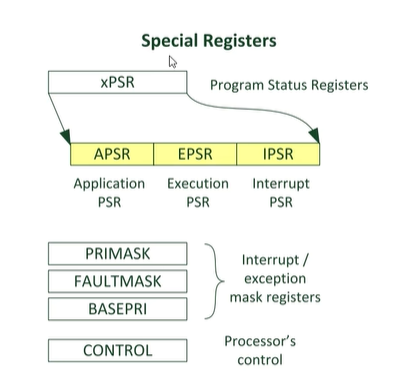 Special Registers
xPSR
Program Status Registers
APSR
EPSR
IPSR
Application
PSR
Execution
PSR
Interrupt
PSR
PRIMASK
FAULTMASK
BASEPRI
Interrupt /
exception
mask registers
CONTROL
Processor's
control